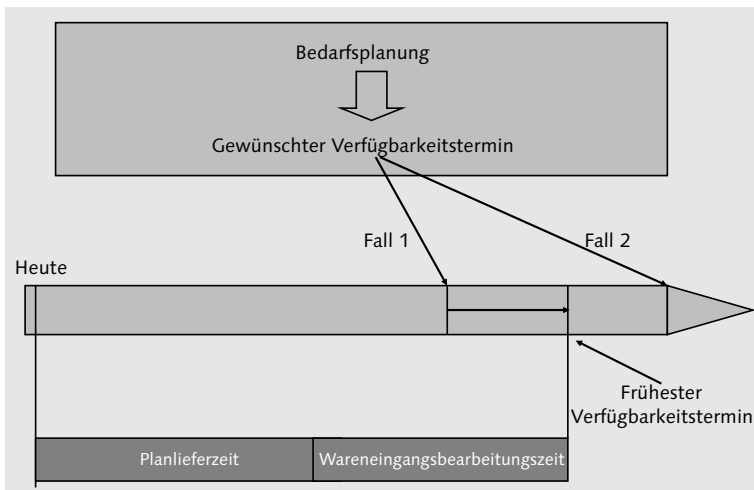 Bedarfsplanung
Gewünschter Verfügbarkeitstermin
Fall 1
Fall 2
Heute
Frühester
Verfügbarkeitstermin
Planlieferzeit
Wareneingangsbearbeitungszeit